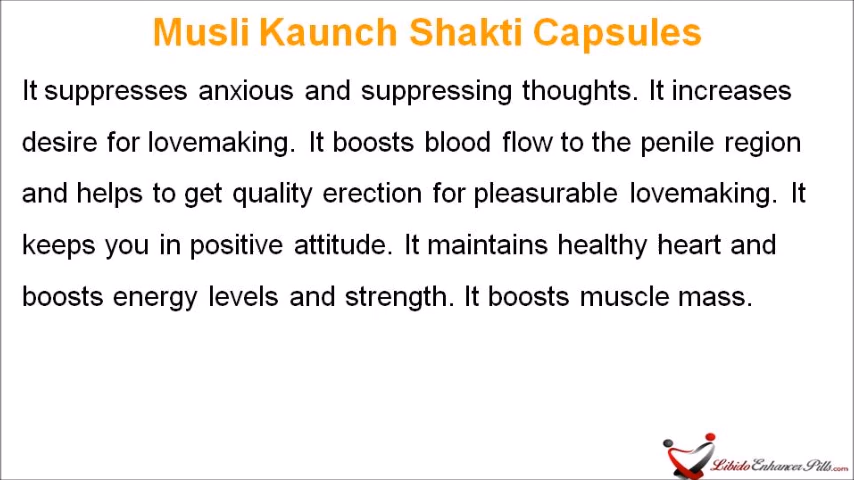 Musli Kaunch Shakti Capsules
It suppresses anxious and suppressing thoughts. It increases
desire for lovemaking. It boosts blood flow to the penile region
and helps to get quality erection for pleasurable lovemaking. It
keeps you in positive attitude. It maintains healthy heart and
boosts energy levels and strength. It boosts muscle mass.
LibidoEnhancerPills.com